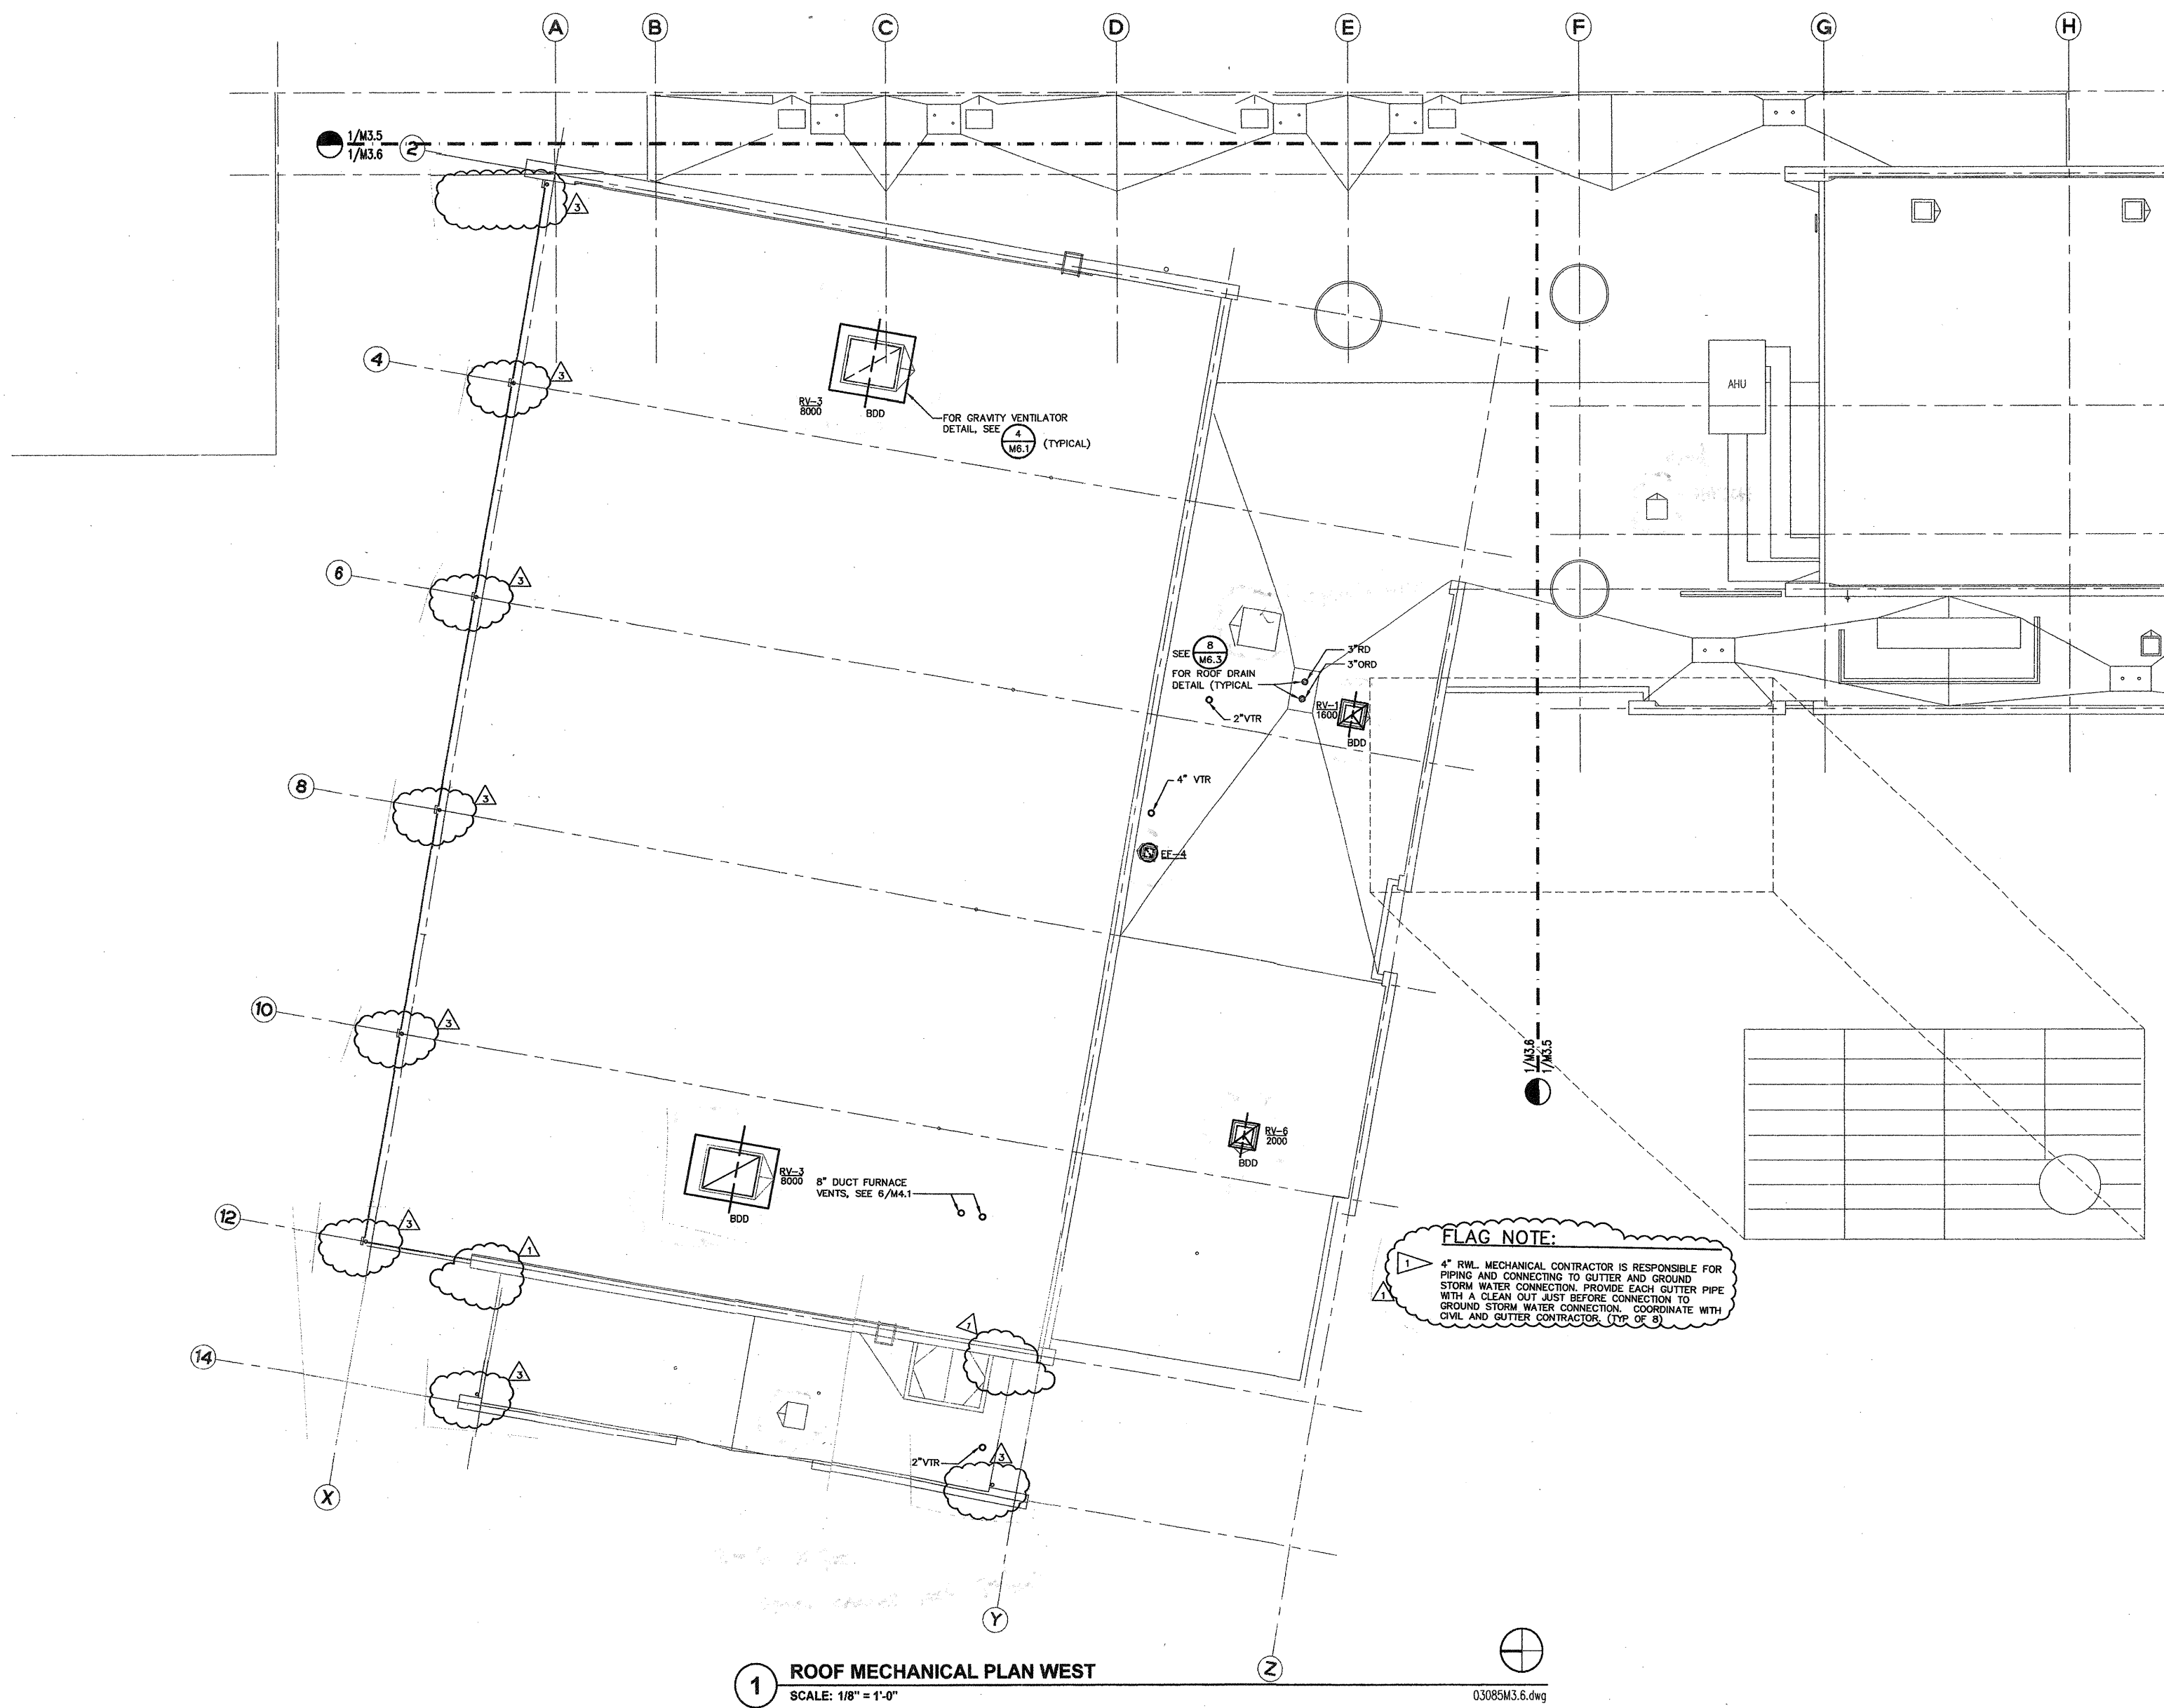 A
B
C
D
E
F
G
H
1/M3.5
1/M3.6
2
3
4
3
RV-3
8000
BDD
FOR GRAVITY VENTILATOR
DETAIL, SEE
4
M6.1
(TYPICAL)
AHU
6
3
SEE
8
M6.3
FOR ROOF DRAIN
DETAIL (TYPICAL
3"RD
3"ORD
2"VTR
RV-1
1600
BDD
8
3
4" VTR
EF-4
10
3
1/M3.6
1/M3.5
RV-6
2000
BDD
RV-3
8000
BDD
8" DUCT FURNACE
VENTS, SEE 6/M4.1
12
3
1
FLAG NOTE:
1
4" RWL. MECHANICAL CONTRACTOR IS RESPONSIBLE FOR
PIPING AND CONNECTING TO GUTTER AND GROUND
STORM WATER CONNECTION. PROVIDE EACH GUTTER PIPE
WITH A CLEAN OUT JUST BEFORE CONNECTION TO
GROUND STORM WATER CONNECTION. COORDINATE WITH
CIVIL AND GUTTER CONTRACTOR. (TYP OF 8)
1
1
14
3
2"VTR
3
X
Y
Z
1
ROOF MECHANICAL PLAN WEST
SCALE: 1/8" = 1'-0"
03085M3.6.dwg